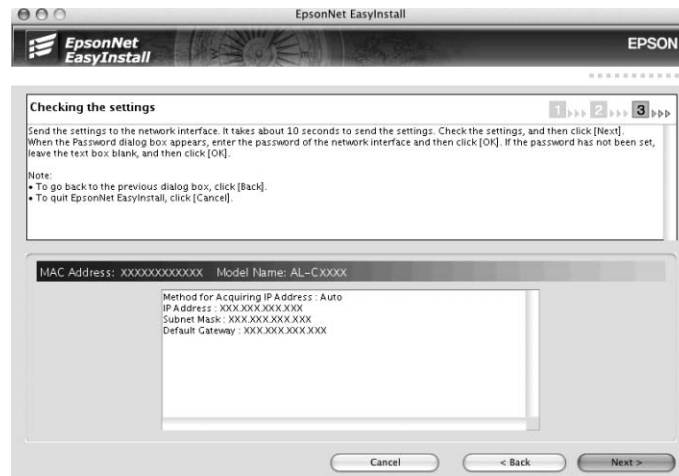 EpsonNet EasyInstall
EpsonNet
EasyInstall
EPSON
Checking the settings
1 2 3
Send the settings to the network interface. It takes about 10 seconds to send the settings. Check the settings, and then click [Next].
When the Password dialog box appears, enter the password of the network interface and then click [OK]. If the password has not been set,
leave the text box blank, and then click [OK].
Note:
• To go back to the previous dialog box, click [Back].
• To quit EpsonNet EasyInstall, click [Cancel].
MAC Address: XXXXXXXXXXXX Model Name: AL-CXXXX
Method for Acquiring IP Address : Auto
IP Address : XXX.XXX.XXX.XXX
Subnet Mask : XXX.XXX.XXX.XXX
Default Gateway : XXX.XXX.XXX.XXX
Cancel < Back Next >